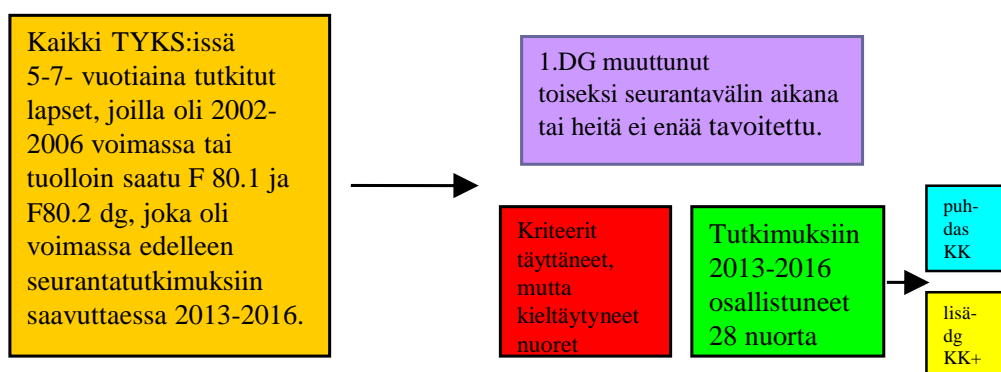 Kaikki TYKS:issä
5-7- vuotiaina tutkitut
lapset, joilla oli 2002-
2006 voimassa tai
tuolloin saatu F 80.1 ja
F80.2 dg, joka oli
voimassa edelleen
seurantatutkimuksiin
saavuttaessa 2013-2016.
1.DG muuttunut
toiseksi seurantavälin aikana
tai heitä ei enää tavoitettu.
Kriteerit
täyttäneet,
mutta
kieltäytyneet
nuoret
Tutkimuksiin
2013-2016
osallistuneet
28 nuorta
puh-
das
KK
lisä-
dg
KK+